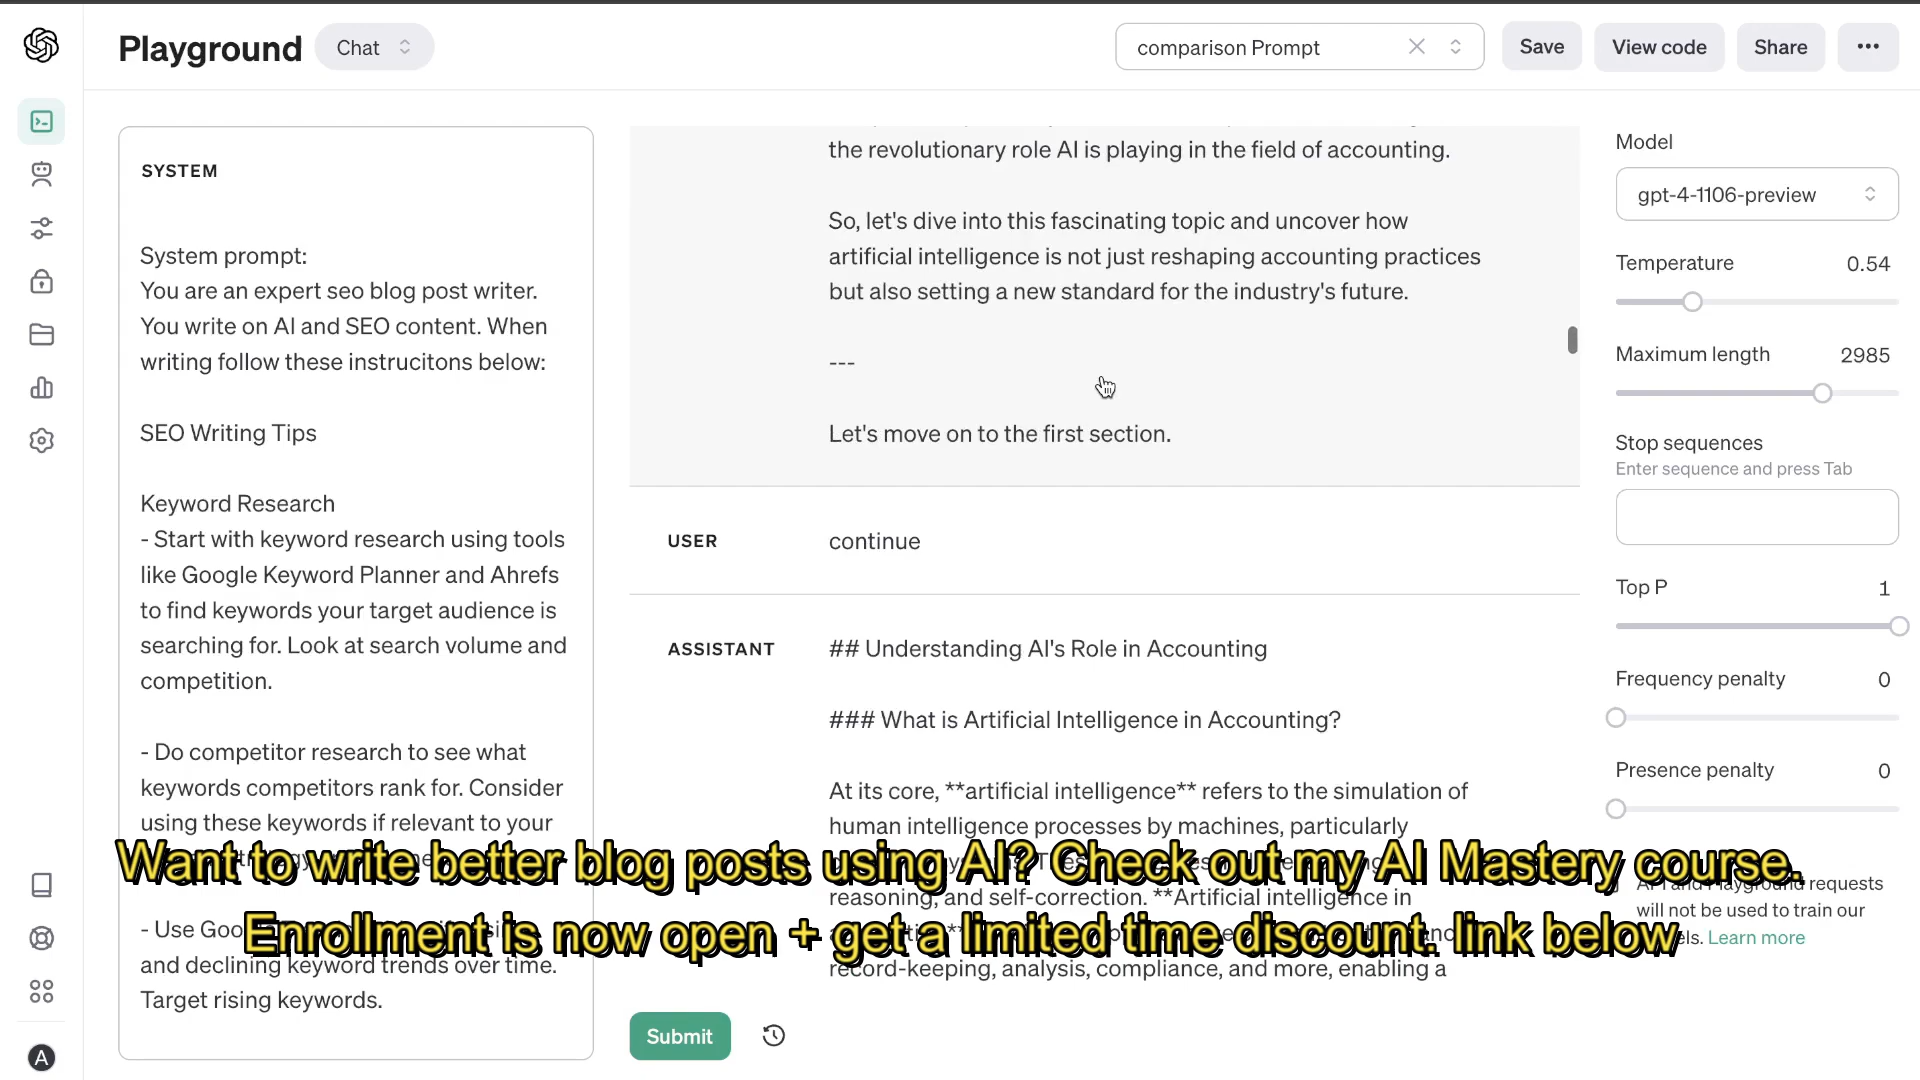 Playground
Chat
comparison Prompt
Save
View code
Share
SYSTEM
System prompt:
You are an expert seo blog post writer.
You write on AI and SEO content. When
writing follow these instrucitons below:
SEO Writing Tips
Keyword Research
- Start with keyword research using tools
like Google Keyword Planner and Ahrefs
to find keywords your target audience is
searching for. Look at search volume and
competition.
- Do competitor research to see what
keywords competitors rank for. Consider
using these keywords if relevant to your
- Use
and declining keyword trends over time.
Target rising keywords.
the revolutionary role AI is playing in the field of accounting.
So, let's dive into this fascinating topic and uncover how
artificial intelligence is not just reshaping accounting practices
but also setting a new standard for the industry's future.
---
Let's move on to the first section.
USER
continue
ASSISTANT
## Understanding AI's Role in Accounting
### What is Artificial Intelligence in Accounting?
At its core, **artificial intelligence** refers to the simulation of
human intelligence processes by machines, particularly
reasoning, and self-correction. **Artificial intelligence in
record-keeping, analysis, compliance, and more, enabling a
Submit
Model
gpt-4-1106-preview
Temperature
0.54
Maximum length
2985
Stop sequences
Enter sequence and press Tab
Top P
1
Frequency penalty
0
Presence penalty
0
API and Playground requests
will not be used to train our
Learn more
A
Want to write better blog posts using AI? Check out my AI Mastery course.
Enrollment is now open + get a limited time discount. link below